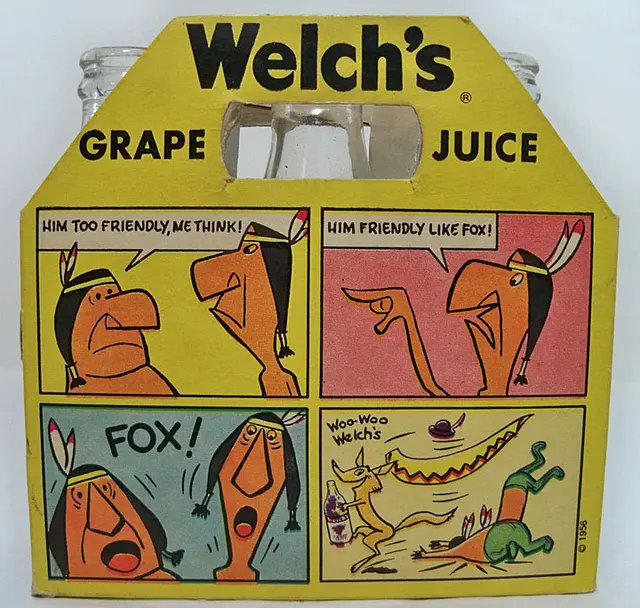 Welch's®
GRAPE JUICE
HIM TOO FRIENDLY, ME THINK!
HIM FRIENDLY LIKE FOX!
FOX!
Woo-Woo
Welch's
© 1956